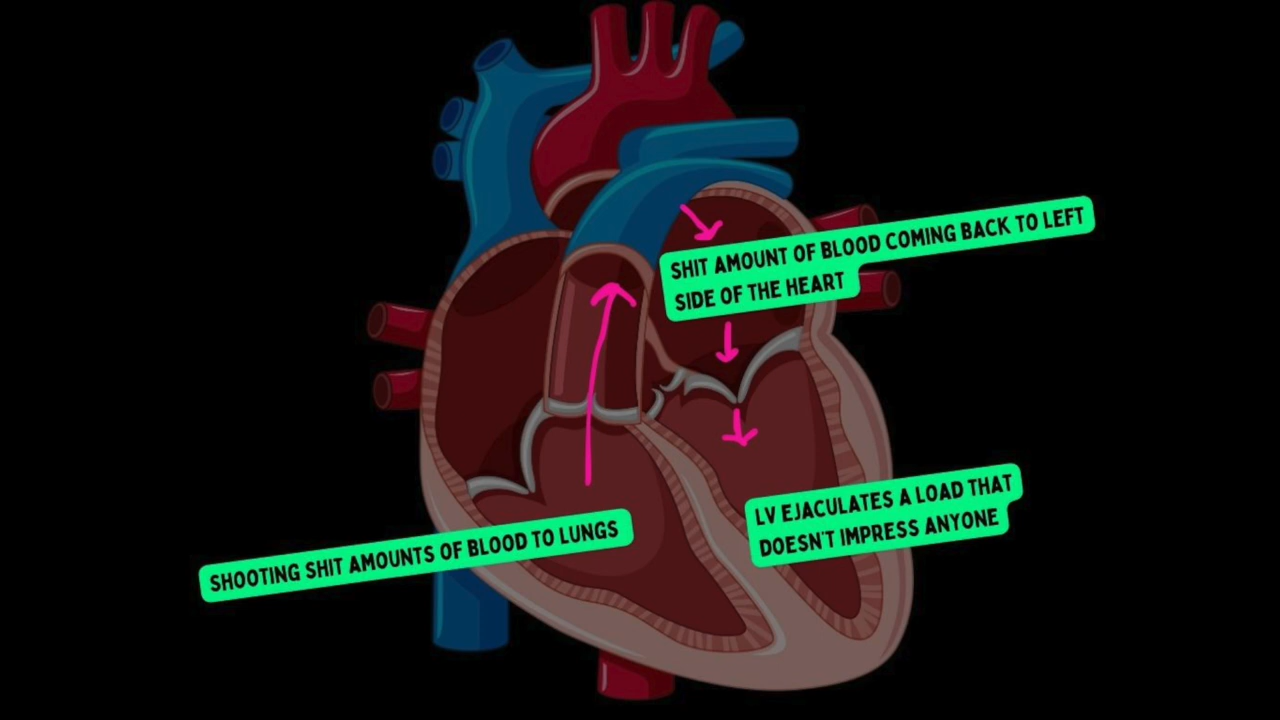 SHIT AMOUNT OF BLOOD COMING BACK TO LEFT
SIDE OF THE HEART
LV EJACULATES A LOAD THAT
DOESN'T IMPRESS ANYONE
SHOOTING SHIT AMOUNTS OF BLOOD TO LUNGS